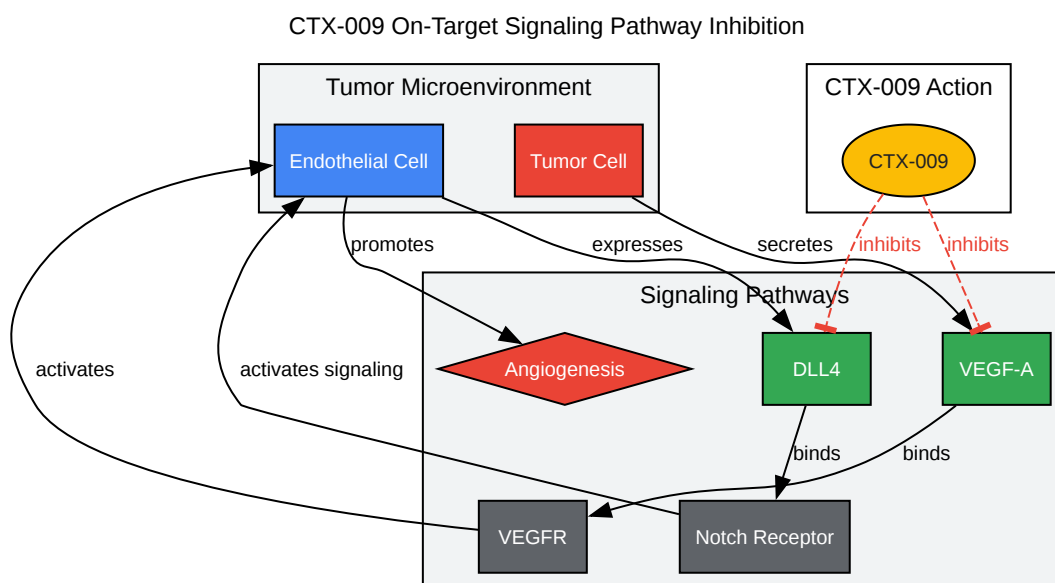 CTX-009 On-Target Signaling Pathway Inhibition
Tumor Microenvironment
CTX-009 Action
Endothelial Cell
Tumor Cell
CTX-009
promotes
expresses
secretes
inhibits
inhibits
Signaling Pathways
activates
activates signaling
Angiogenesis
DLL4
VEGF-A
binds
binds
VEGFR
Notch Receptor